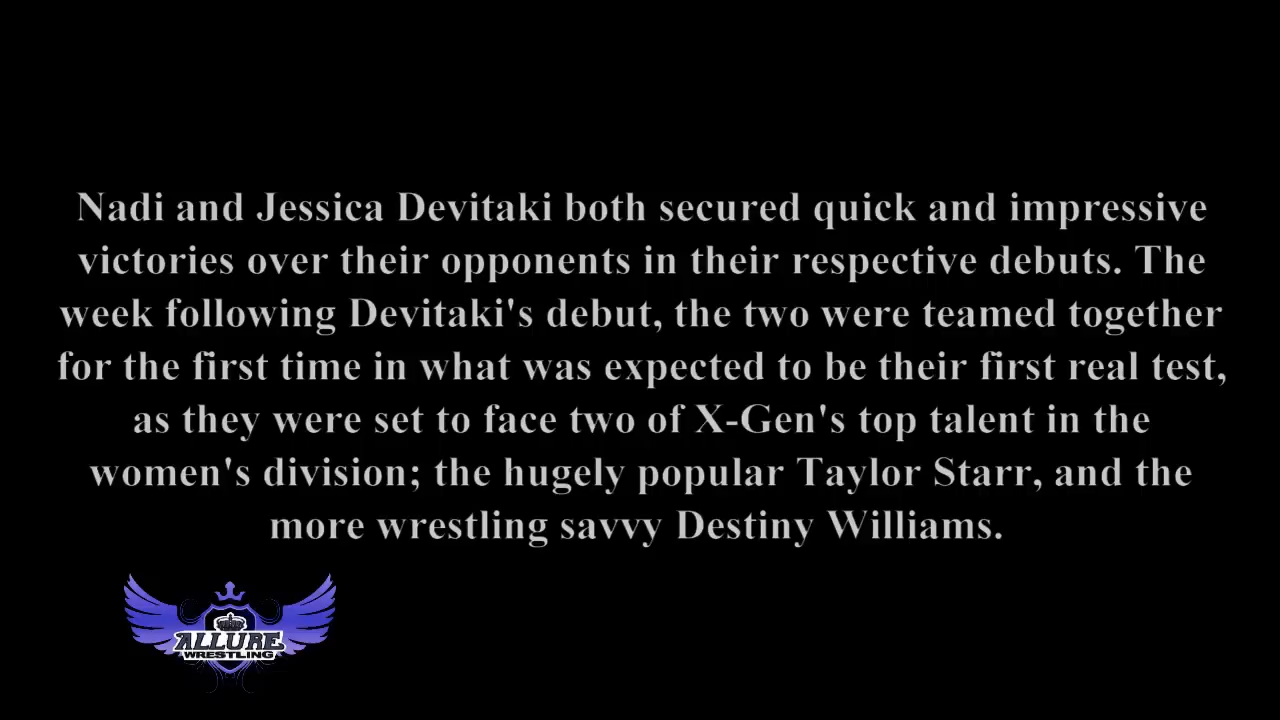 Nadi and Jessica Devitaki both secured quick and impressive
victories over their opponents in their respective debuts. The
week following Devitaki's debut, the two were teamed together
for the first time in what was expected to be their first real test,
as they were set to face two of X-Gen's top talent in the
women's division; the hugely popular Taylor Starr, and the
more wrestling savvy Destiny Williams.
ALLURE
WRESTLING